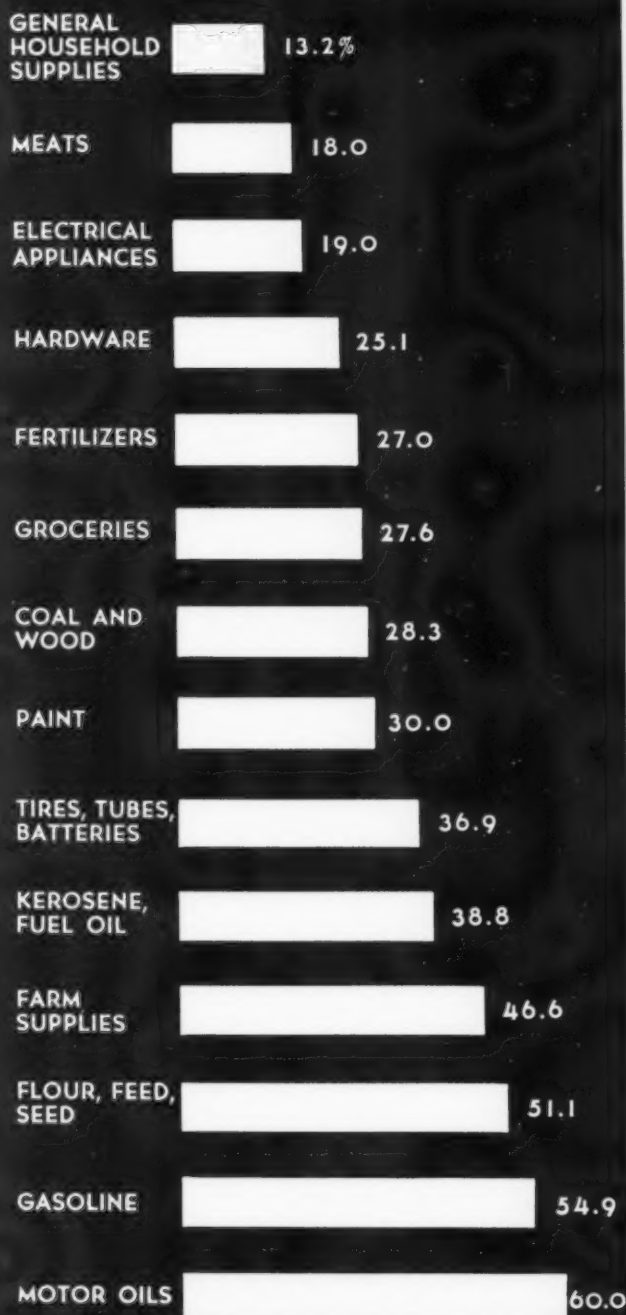 GENERAL
HOUSEHOLD
SUPPLIES
13.2%
MEATS
18.0
ELECTRICAL
APPLIANCES
19.0
HARDWARE
25.1
FERTILIZERS
27.0
GROCERIES
27.6
COAL AND
WOOD
28.3
PAINT
30.0
TIRES, TUBES,
BATTERIES
36.9
KEROSENE,
FUEL OIL
38.8
FARM
SUPPLIES
46.6
FLOUR, FEED,
SEED
51.1
GASOLINE
54.9
MOTOR OILS
60.0